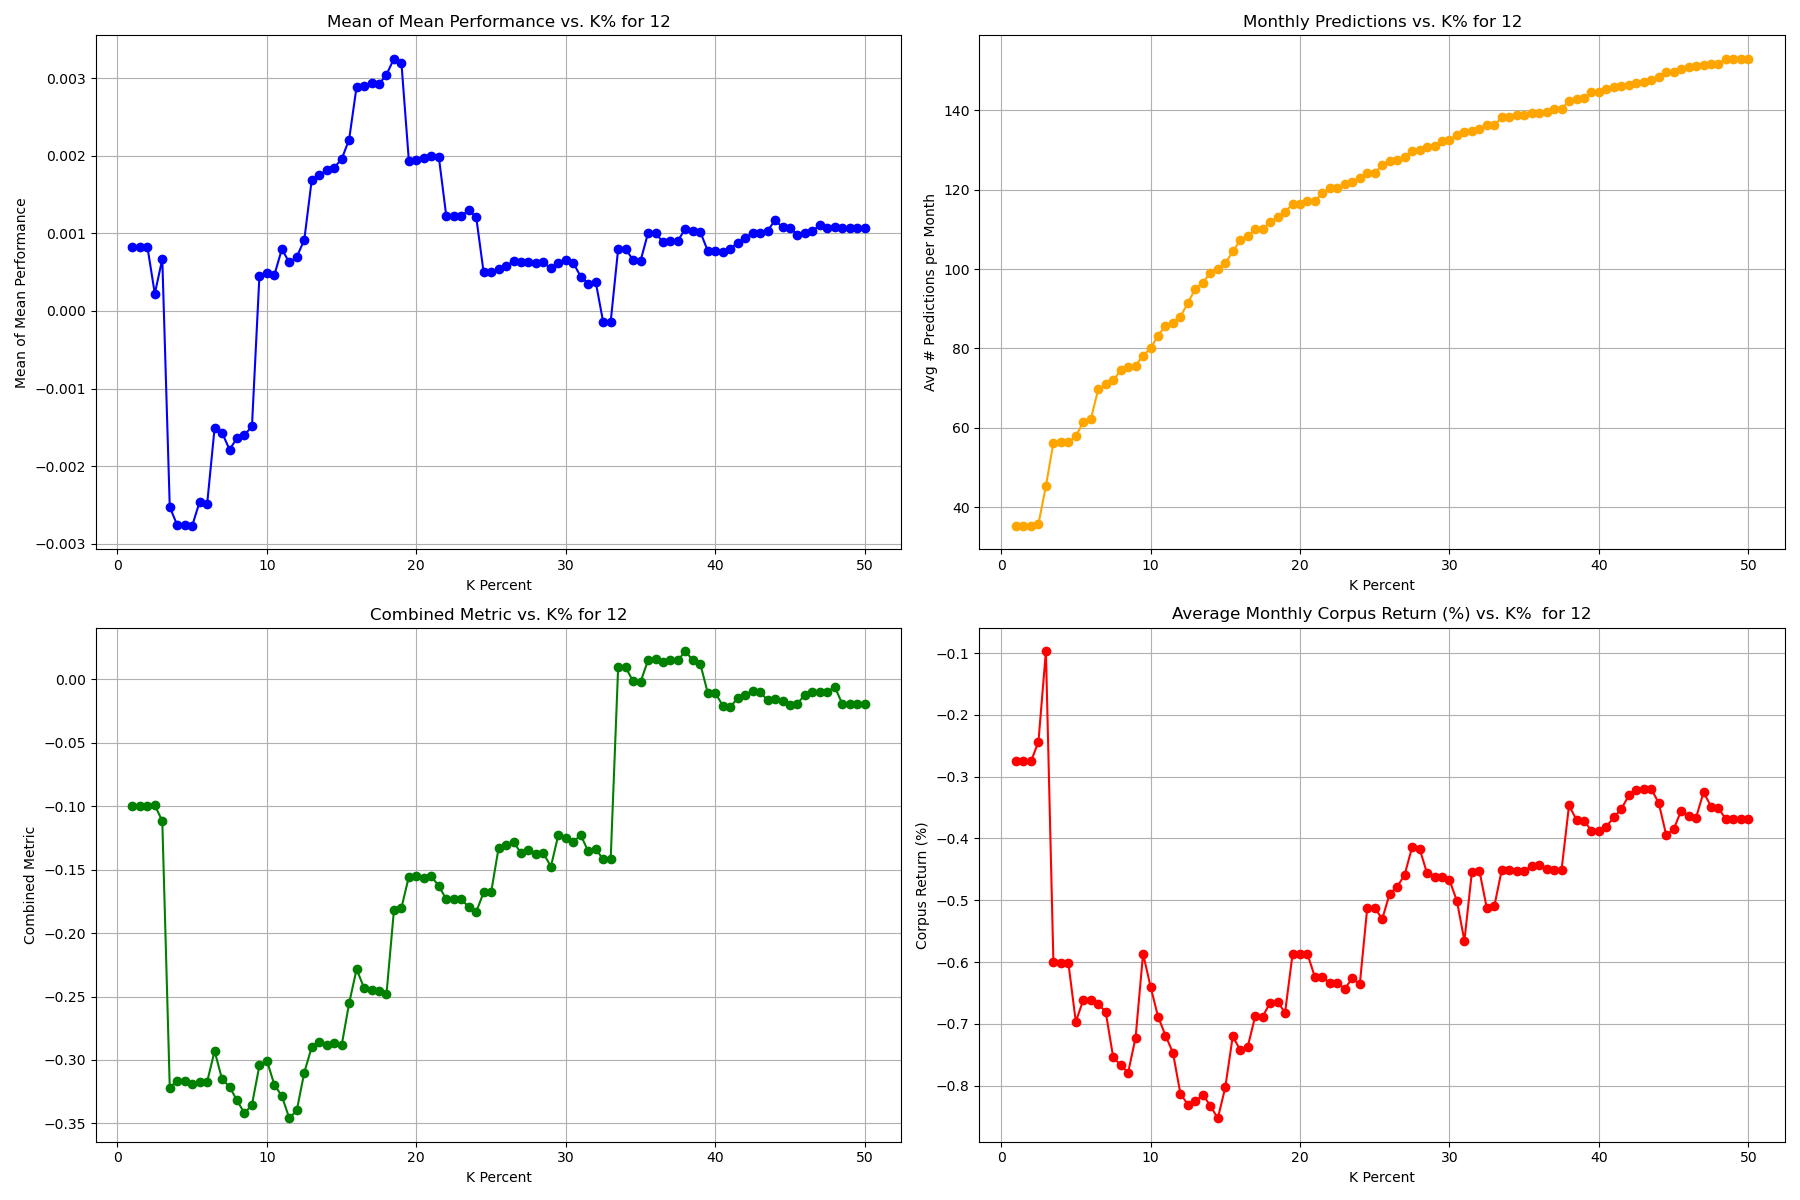 Mean of Mean Performance vs. K% for 12
Mean of Mean Performance
0.003
0.002
0.001
0.000
−0.001
−0.002
−0.003
0 10 20 30 40 50
K Percent
Monthly Predictions vs. K% for 12
Avg # Predictions per Month
140
120
100
80
60
40
0 10 20 30 40 50
K Percent
Combined Metric vs. K% for 12
Combined Metric
0.00
−0.05
−0.10
−0.15
−0.20
−0.25
−0.30
−0.35
0 10 20 30 40 50
K Percent
Average Monthly Corpus Return (%) vs. K%  for 12
Corpus Return (%)
−0.1
−0.2
−0.3
−0.4
−0.5
−0.6
−0.7
−0.8
0 10 20 30 40 50
K Percent